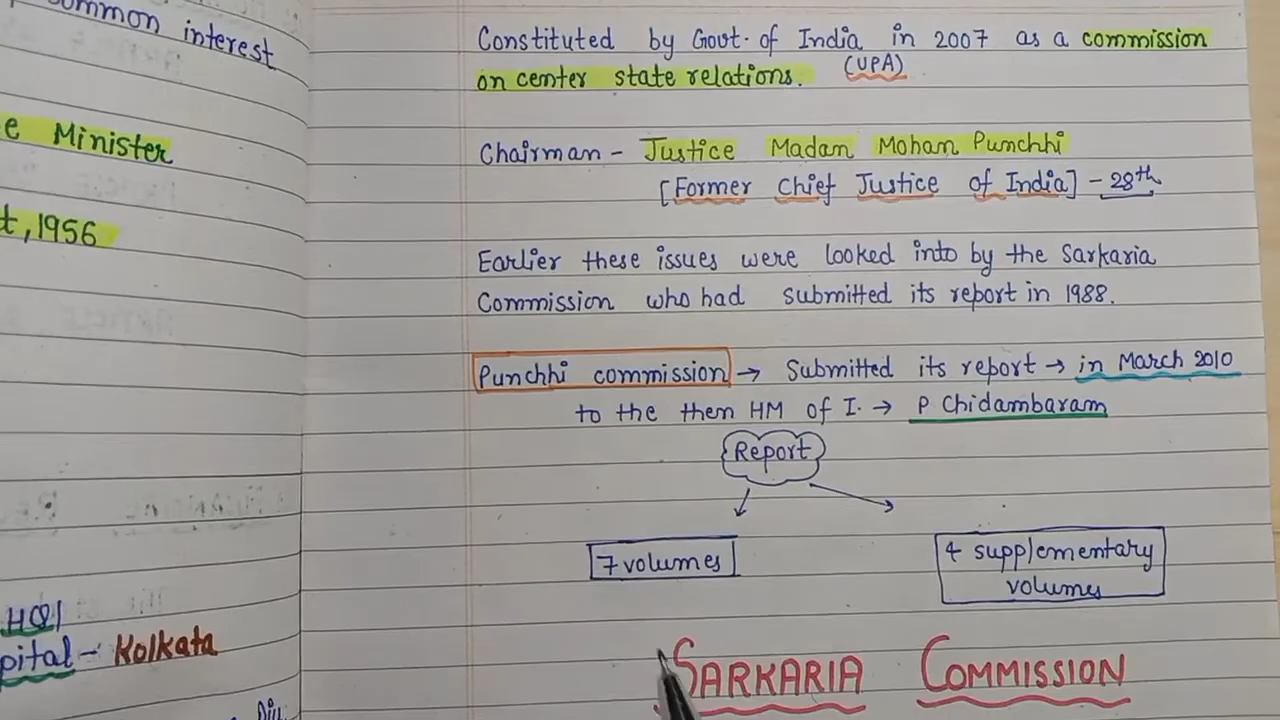 common interest
e Minister
t, 1956
HQ
pital - Kolkata
Constituted by Govt. of India in 2007 as a commission
on center state relations. (UPA)
Chairman - Justice Madan Mohan Punchhi
[Former Chief Justice of India] - 28th
Earlier these issues were looked into by the Sarkaria
Commission who had submitted its report in 1988.
Punchhi commission → Submitted its report → in March 2010
to the then HM of I. → P Chidambaram
Report
7 volumes
4 supplementary
volumes
SARKARIA COMMISSION